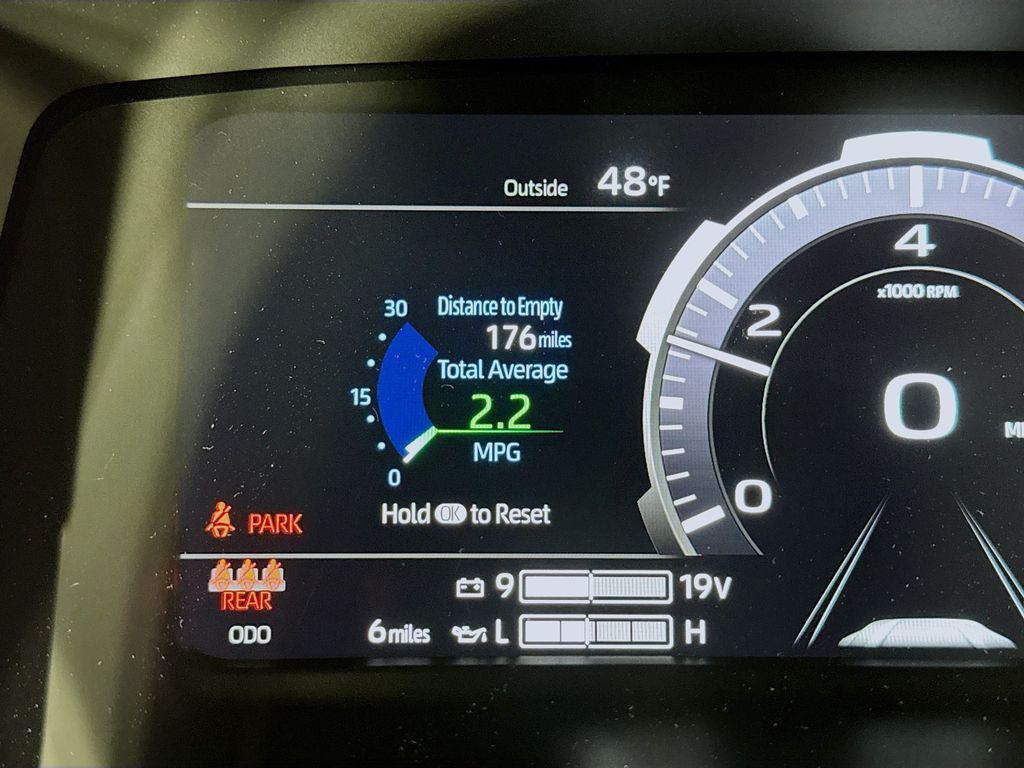 Outside 48°F
30
Distance to Empty
176 miles
Total Average
15
2.2
MPG
0
Hold OK to Reset
PARK
REAR
9 19V
ODO 6 miles L H
4
x1000 RPM
2
0
0